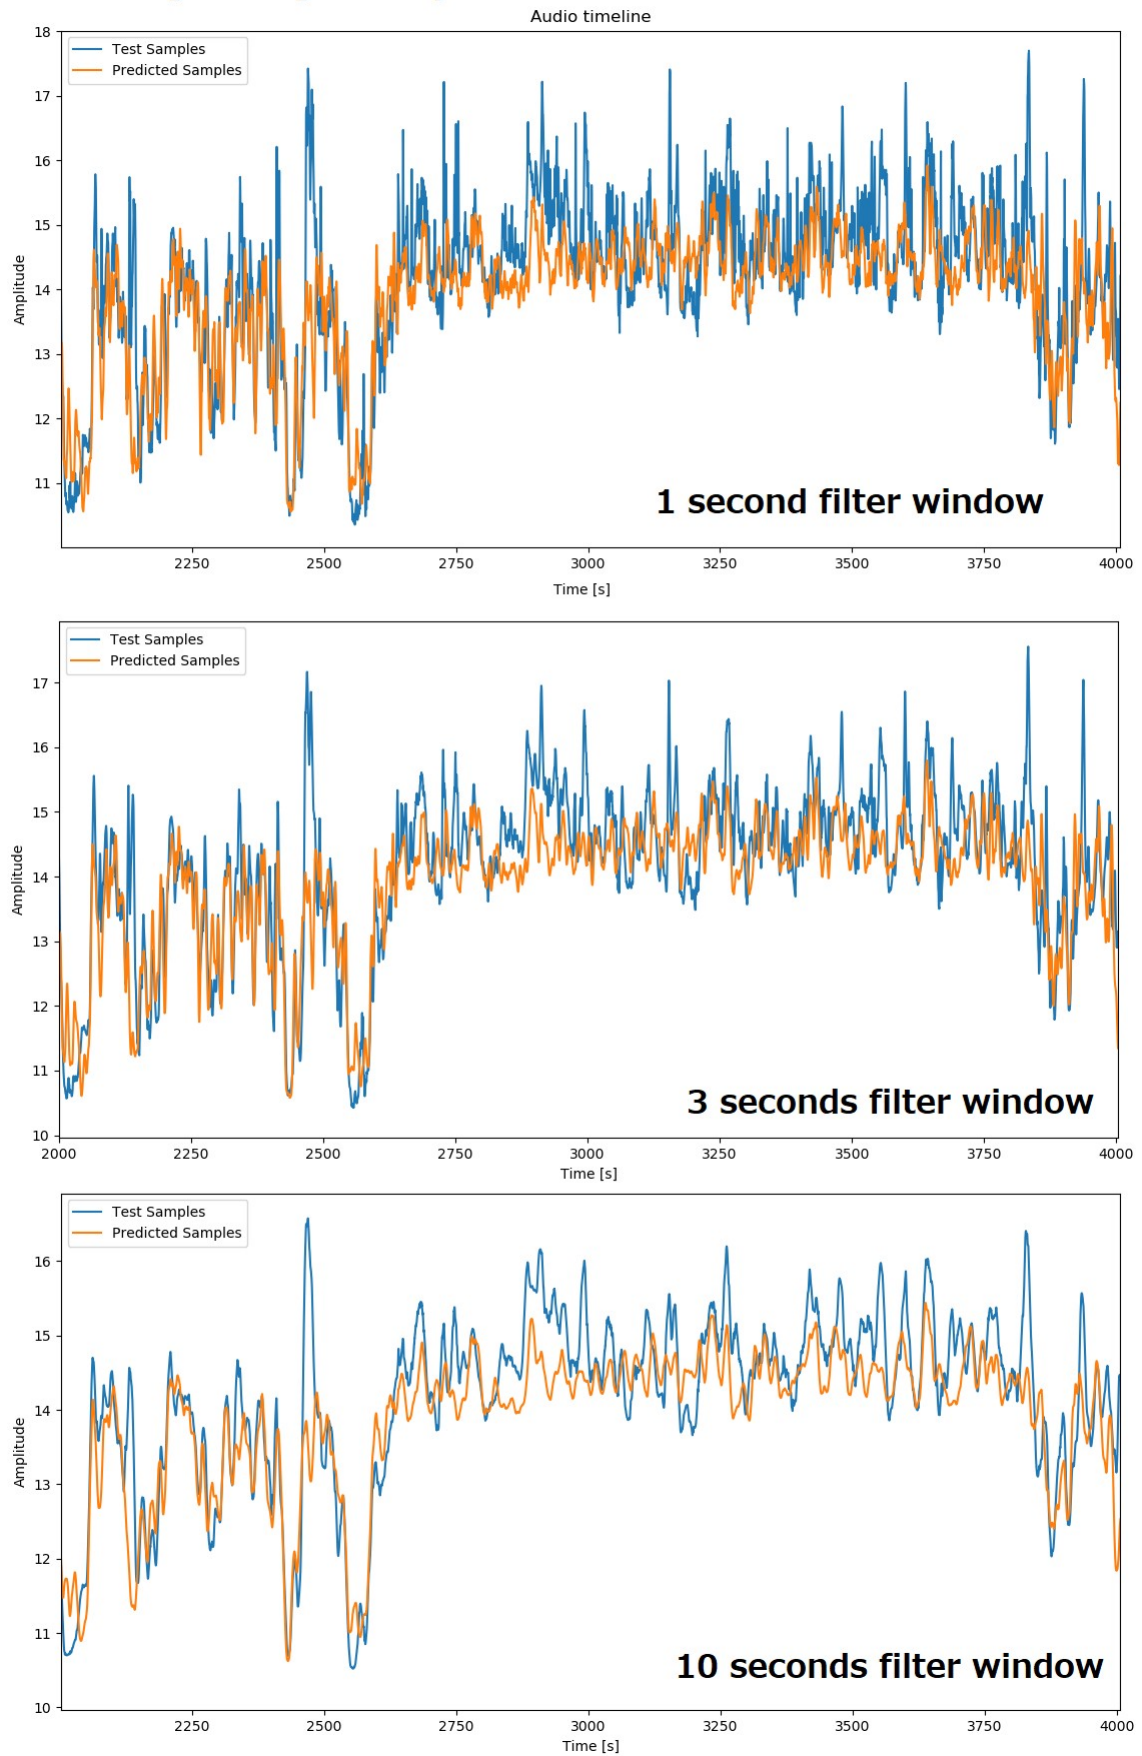 Audio timeline
18
Test Samples
Predicted Samples
17
16
15
14
13
12
11
Amplitude
1 second filter window
2250 2500 2750 3000 3250 3500 3750 4000
Time [s]
Test Samples
Predicted Samples
17
16
15
14
13
12
11
10
Amplitude
3 seconds filter window
2000 2250 2500 2750 3000 3250 3500 3750 4000
Time [s]
Test Samples
Predicted Samples
16
15
14
13
12
11
10
Amplitude
10 seconds filter window
2250 2500 2750 3000 3250 3500 3750 4000
Time [s]